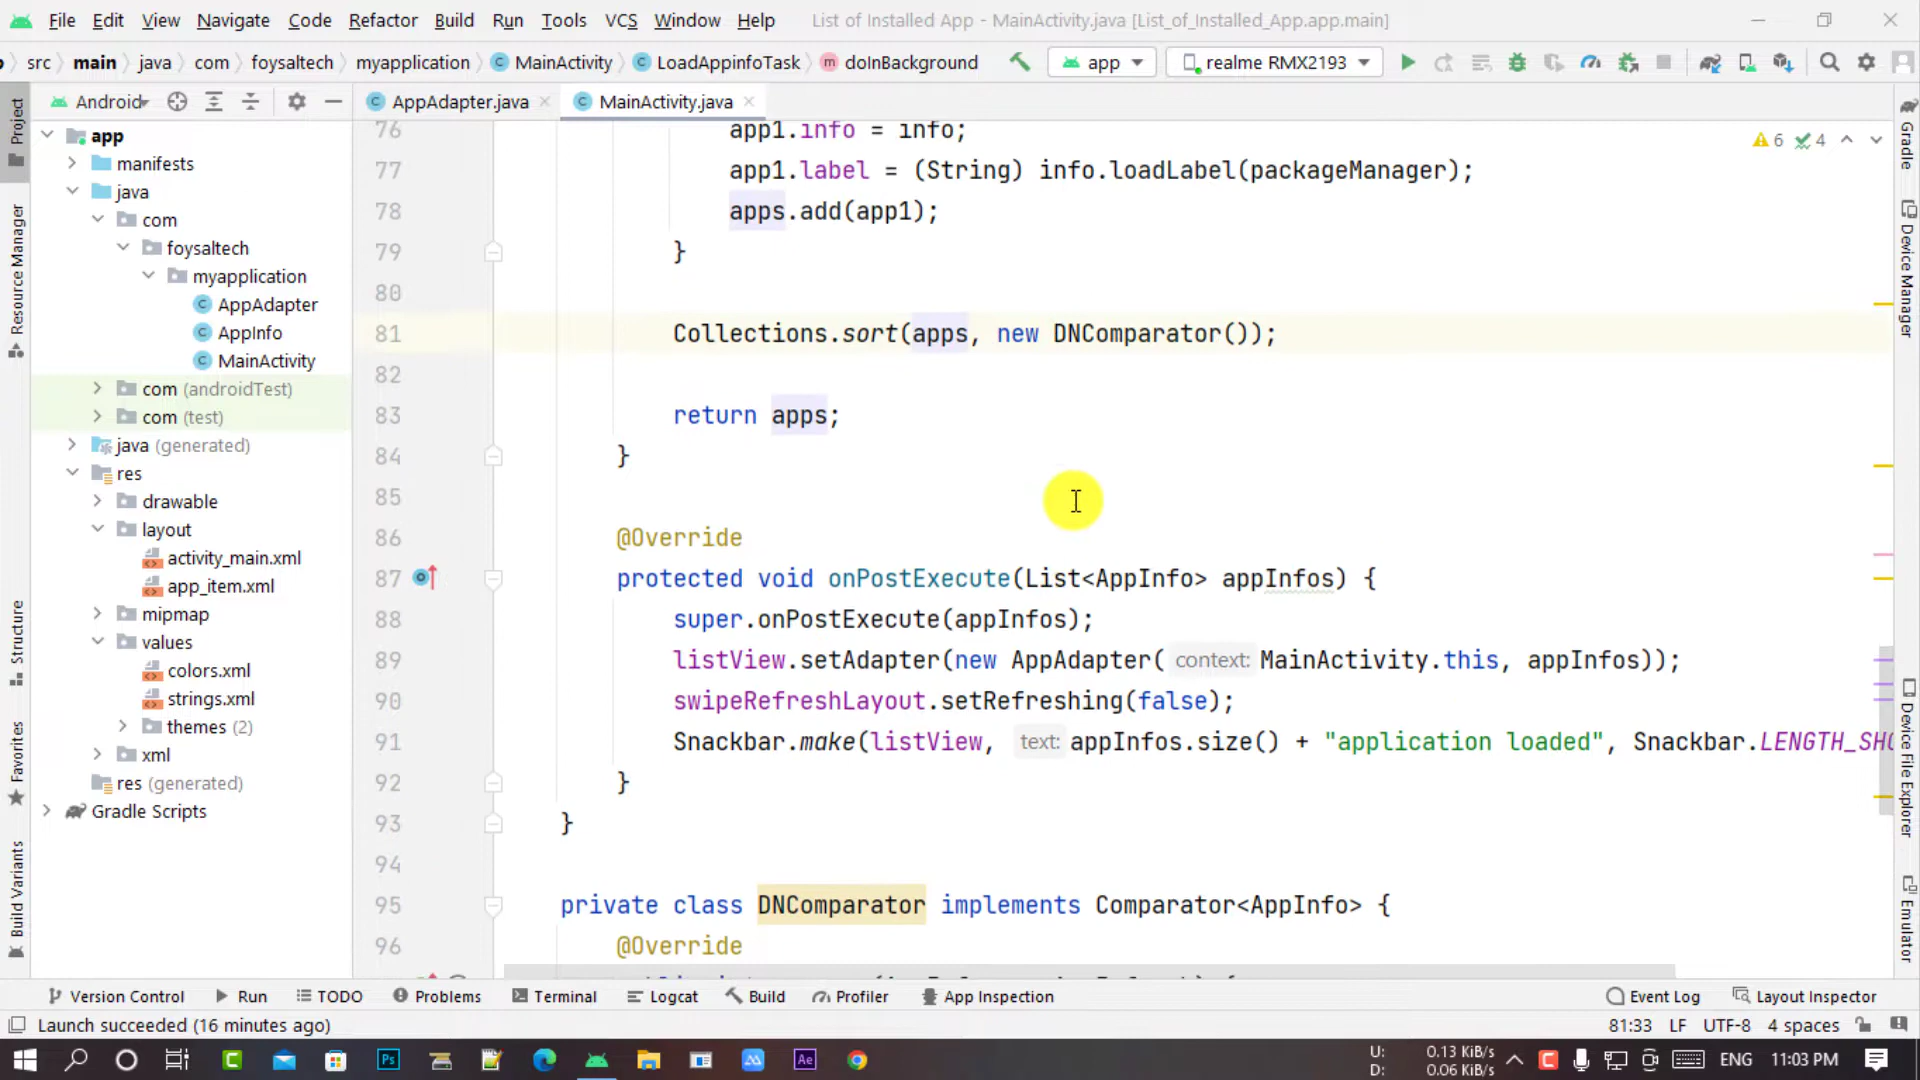 File Edit View Navigate Code Refactor Build Run Tools VCS Window Help List of Installed App - MainActivity.java [List_of_Installed_App.app.main]
src main java com foysaltech myapplication MainActivity LoadAppinfoTask doInBackground app realme RMX2193
Android AppAdapter.java MainActivity.java
Project
Resource Manager
Structure
Favorites
Build Variants
app
manifests
java
com
foysaltech
myapplication
AppAdapter
AppInfo
MainActivity
com (androidTest)
com (test)
java (generated)
res
drawable
layout
activity_main.xml
app_item.xml
mipmap
values
colors.xml
strings.xml
themes (2)
xml
res (generated)
Gradle Scripts
6 4
76 app1.info = info;
77 app1.label = (String) info.loadLabel(packageManager);
78 apps.add(app1);
79 }
80
81 Collections.sort(apps, new DNComparator());
82
83 return apps;
84 }
85
86 @Override
87 protected void onPostExecute(List<AppInfo> appInfos) {
88 super.onPostExecute(appInfos);
89 listView.setAdapter(new AppAdapter( context: MainActivity.this, appInfos));
90 swipeRefreshLayout.setRefreshing(false);
91 Snackbar.make(listView, text: appInfos.size() + "application loaded", Snackbar.LENGTH_SHO
92 }
93 }
94
95 private class DNComparator implements Comparator<AppInfo> {
96 @Override
Gradle
Device Manager
Device File Explorer
Emulator
Version Control Run TODO Problems Terminal Logcat Build Profiler App Inspection Event Log Layout Inspector
Launch succeeded (16 minutes ago) 81:33 LF UTF-8 4 spaces
U: 0.13 KiB/s
D: 0.06 KiB/s
ENG 11:03 PM